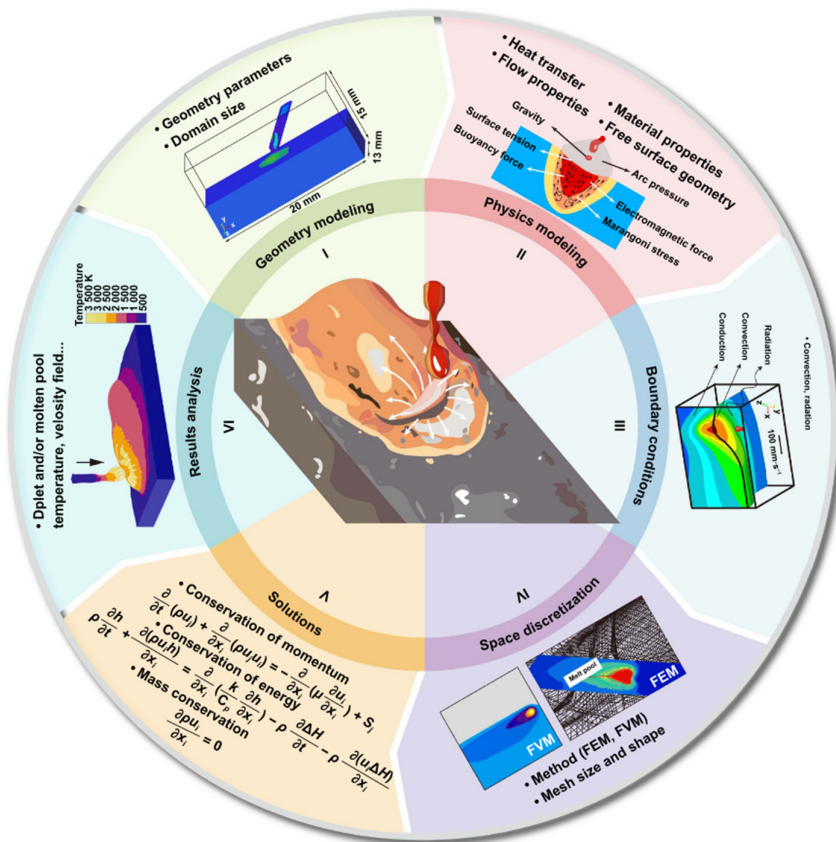 • Geometry parameters
• Domain size
15 mm
13 mm
20 mm
y
z
x
Geometry modeling
I
• Heat transfer
• Flow properties
• Material properties
• Free surface geometry
Gravity
Surface tension
Buoyancy force
Arc pressure
Electromagnetic force
Marangoni stress
Physics modeling
II
• Convection, radation
Radiation
Convection
Conduction
y
z
x
100 mm·s⁻¹
Boundary conditions
III
Space discretization
IV
Melt pool
FEM
FVM
• Method (FEM, FVM)
• Mesh size and shape
Solutions
V
• Conservation of momentum
∂/∂t (ρuᵢ) + ∂/∂xᵢ (ρuⱼuᵢ) = - ∂/∂xᵢ (μ ∂uᵢ/∂xᵢ) + Sᵢ
• Conservation of energy
ρ ∂h/∂t + ∂(ρuᵢh)/∂xᵢ = ∂/∂xᵢ (k/Cₚ ∂h/∂xᵢ) - ρ ∂ΔH/∂t - ρ ∂(uᵢΔH)/∂xᵢ
• Mass conservation
∂ρuᵢ/∂xᵢ = 0
Results analysis
VI
• Dplet and/or molten pool
temperature, velosity field...
Temperature
3 500 K
3 000
2 500
2 000
1 500
1 000
500